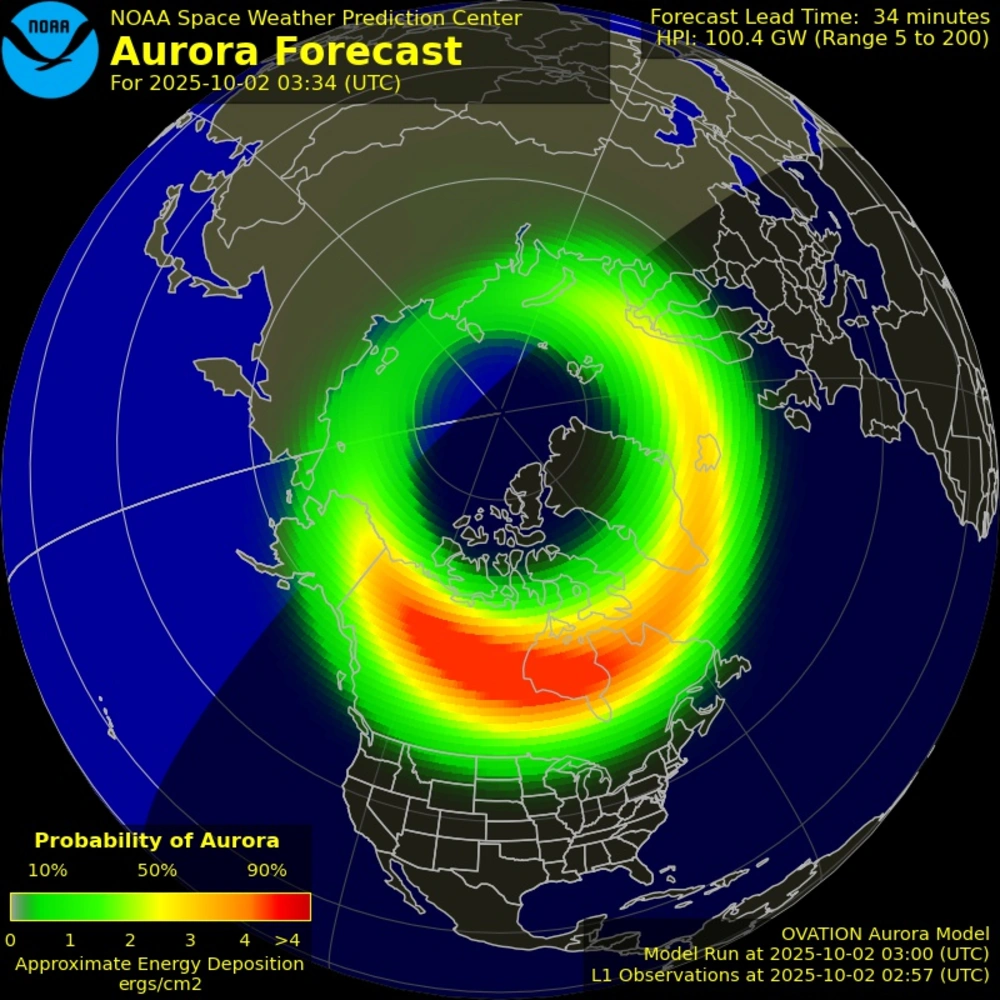 NOAA
NOAA Space Weather Prediction Center
Aurora Forecast
For 2025-10-02 03:34 (UTC)
Forecast Lead Time: 34 minutes
HPI: 100.4 GW (Range 5 to 200)
Probability of Aurora
10% 50% 90%
0 1 2 3 4 >4
Approximate Energy Deposition
ergs/cm2
OVATION Aurora Model
Model Run at 2025-10-02 03:00 (UTC)
L1 Observations at 2025-10-02 02:57 (UTC)